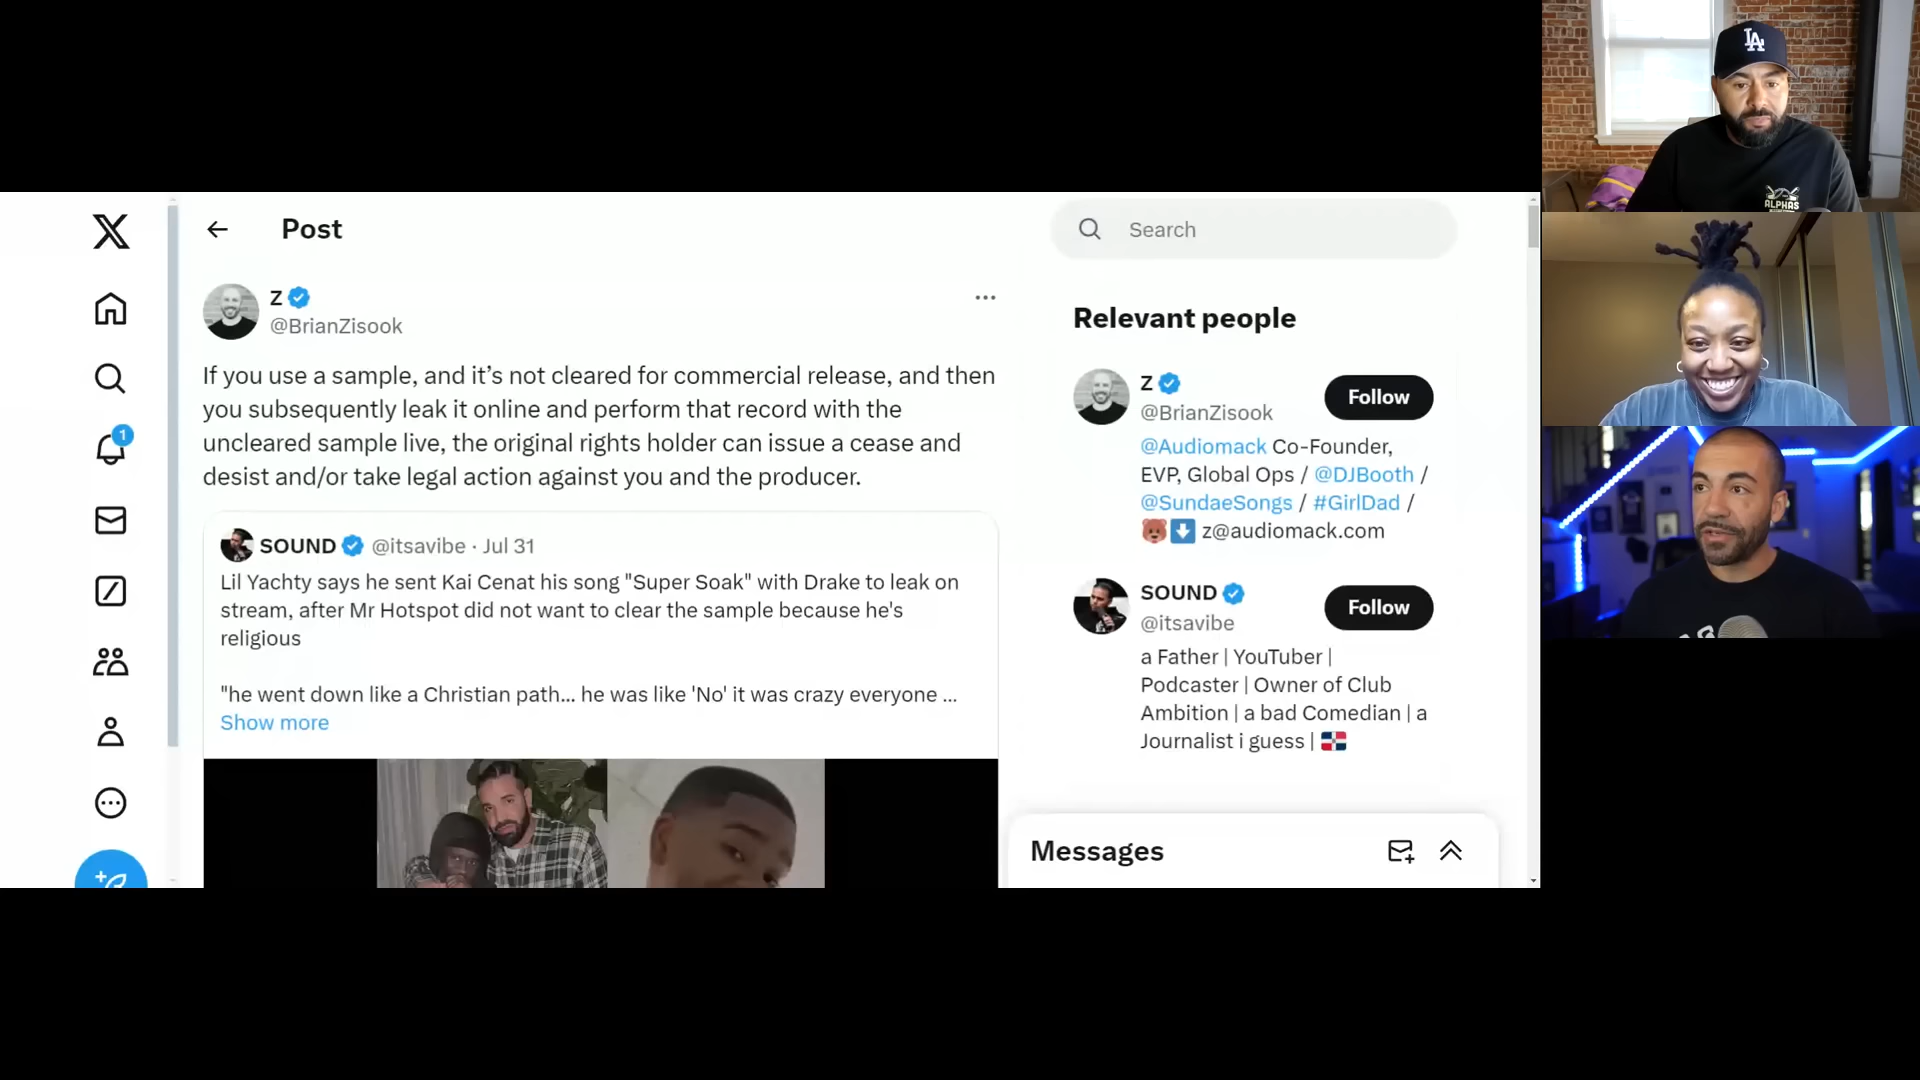 Post
Z
@BrianZisook
If you use a sample, and it’s not cleared for commercial release, and then
you subsequently leak it online and perform that record with the
uncleared sample live, the original rights holder can issue a cease and
desist and/or take legal action against you and the producer.
SOUND @itsavibe · Jul 31
Lil Yachty says he sent Kai Cenat his song "Super Soak" with Drake to leak on
stream, after Mr Hotspot did not want to clear the sample because he's
religious
"he went down like a Christian path... he was like 'No' it was crazy everyone ...
Show more
1
Search
Relevant people
Z
@BrianZisook
Follow
@Audiomack Co-Founder,
EVP, Global Ops / @DJBooth /
@SundaeSongs / #GirlDad /
z@audiomack.com
SOUND
@itsavibe
Follow
a Father | YouTuber |
Podcaster | Owner of Club
Ambition | a bad Comedian | a
Journalist i guess |
Messages
LA
ALPHAS